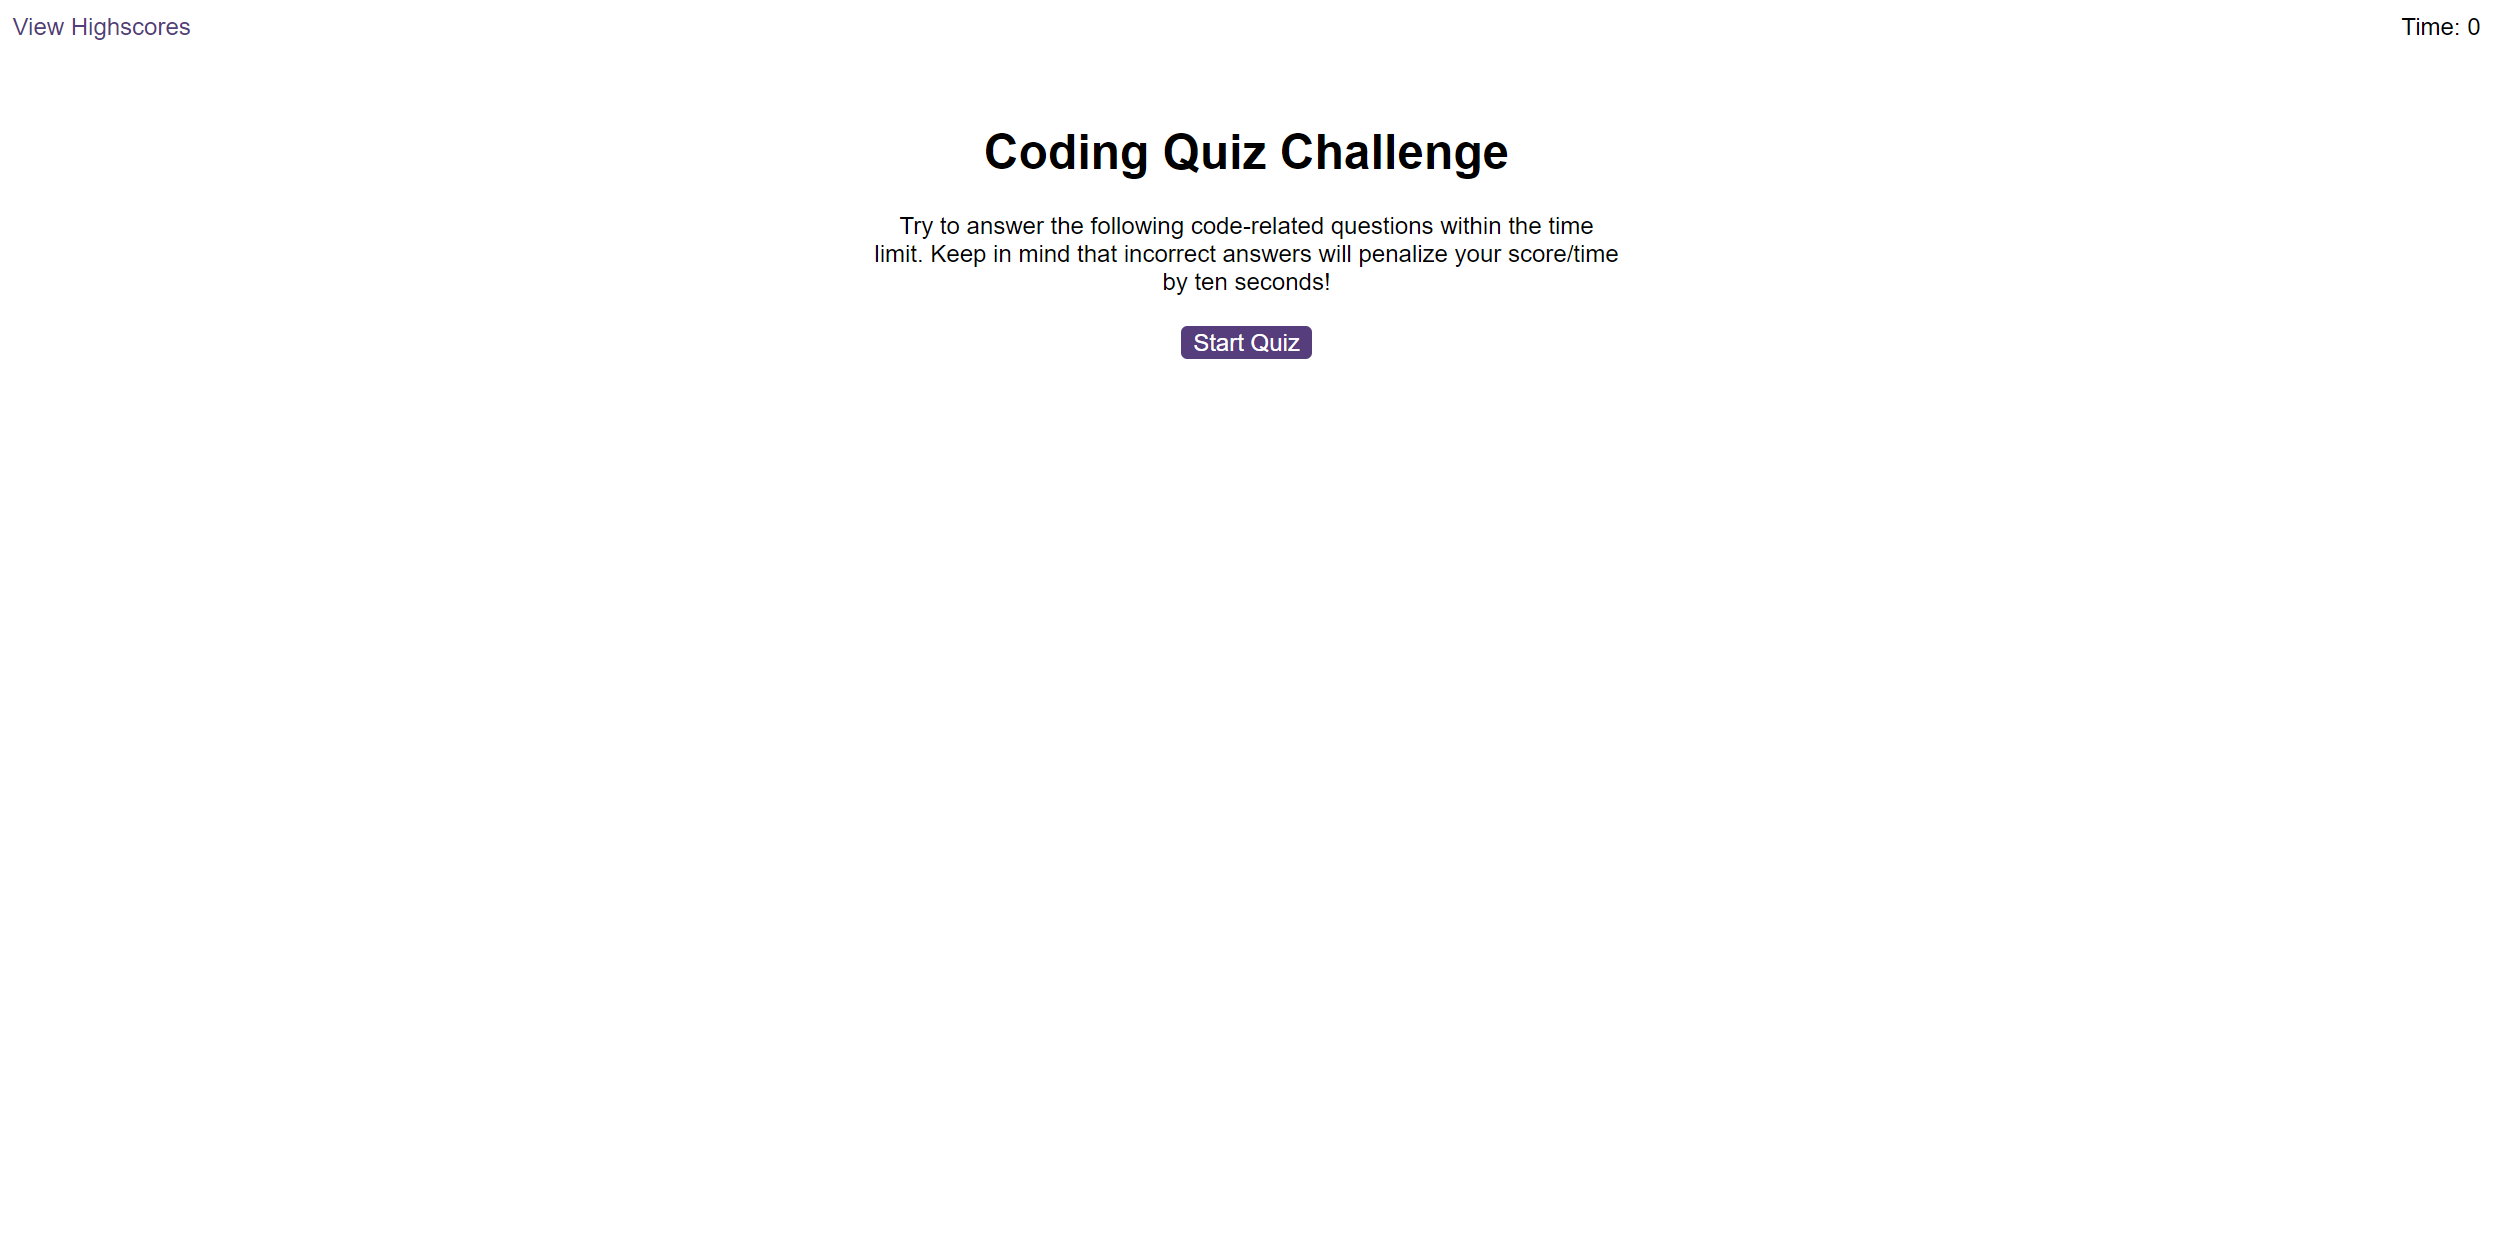 View Highscores
Time: 0
Coding Quiz Challenge
Try to answer the following code-related questions within the time
limit. Keep in mind that incorrect answers will penalize your score/time
by ten seconds!
Start Quiz